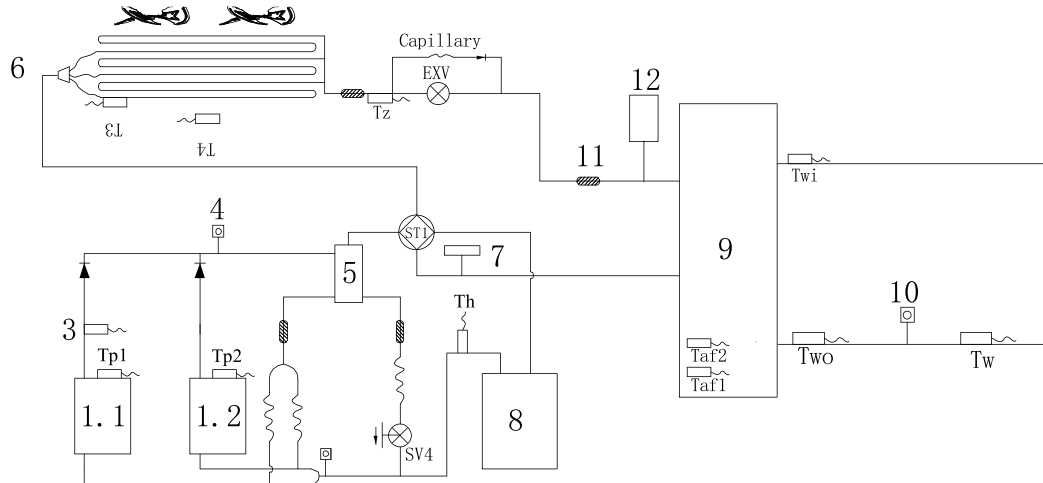 Capillary
EXV
6
12
Tz
T3
T4
11
Twi
4
ST1
7
9
5
Th
10
3
Tp1
Tp2
Taf2
Two
Tw
Taf1
1.1
1.2
8
SV4